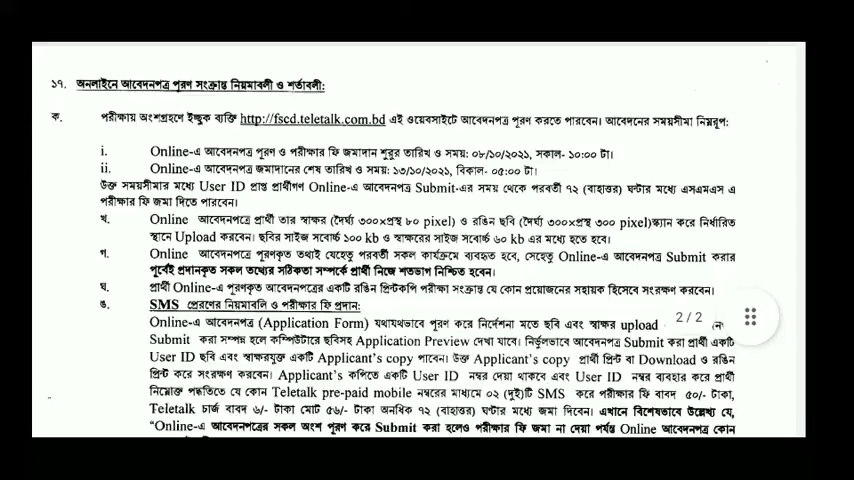 ১৭. অনলাইনে আবেদনপত্র পূরণ সংক্রান্ত নিয়মাবলী ও শর্তাবলী:
ক. পরীক্ষায় অংশগ্রহণে ইচ্ছুক ব্যক্তি http://fscd.teletalk.com.bd এই ওয়েবসাইটে আবেদনপত্র পূরণ করতে পারবেন। আবেদনের সময়সীমা নিম্নরূপ:
i. Online-এ আবেদনপত্র পূরণ ও পরীক্ষার ফি জমাদান শুরুর তারিখ ও সময়: ০৮/১০/২০২১, সকাল- ১০:০০ টা।
ii. Online-এ আবেদনপত্র জমাদানের শেষ তারিখ ও সময়: ১৩/১০/২০২১, বিকাল- ০৫:০০ টা।
উক্ত সময়সীমার মধ্যে User ID প্রাপ্ত প্রার্থীগণ Online-এ আবেদনপত্র Submit-এর সময় থেকে পরবর্তী ৭২ (বাহাত্তর) ঘন্টার মধ্যে এসএমএস এ
পরীক্ষার ফি জমা দিতে পারবেন।
খ. Online আবেদনপত্রে প্রার্থী তার স্বাক্ষর (দৈর্ঘ্য ৩০০×প্রস্থ ৮০ pixel) ও রঙিন ছবি (দৈর্ঘ্য ৩০০×প্রস্থ ৩০০ pixel)স্ক্যান করে নির্ধারিত
স্থানে Upload করবেন। ছবির সাইজ সর্বোচ্চ ১০০ kb ও স্বাক্ষরের সাইজ সর্বোচ্চ ৬০ kb এর মধ্যে হতে হবে।
গ. Online আবেদনপত্রে পূরণকৃত তথ্যই যেহেতু পরবর্তী সকল কার্যক্রমে ব্যবহৃত হবে, সেহেতু Online-এ আবেদনপত্র Submit করার
পূর্বেই প্রদানকৃত সকল তথ্যের সঠিকতা সম্পর্কে প্রার্থী নিজে শতভাগ নিশ্চিত হবেন।
ঘ. প্রার্থী Online-এ পূরণকৃত আবেদনপত্রের একটি রঙিন প্রিন্টকপি পরীক্ষা সংক্রান্ত যে কোন প্রয়োজনের সহায়ক হিসেবে সংরক্ষণ করবেন।
ঙ. SMS প্রেরণের নিয়মাবলি ও পরীক্ষার ফি প্রদান:
Online-এ আবেদনপত্র (Application Form) যথাযথভাবে পূরণ করে নির্দেশনা মতে ছবি এবং স্বাক্ষর upload
2/2
Submit করা সম্পন্ন হলে কম্পিউটারে ছবিসহ Application Preview দেখা যাবে। নির্ভুলভাবে আবেদনপত্র Submit করা প্রার্থী একটি
User ID ছবি এবং স্বাক্ষরযুক্ত একটি Applicant's copy পাবেন। উক্ত Applicant's copy প্রার্থী প্রিন্ট বা Download ও রঙিন
প্রিন্ট করে সংরক্ষণ করবেন। Applicant's কপিতে একটি User ID নম্বর দেয়া থাকবে এবং User ID নম্বর ব্যবহার করে প্রার্থী
নিম্নোক্ত পদ্ধতিতে যে কোন Teletalk pre-paid mobile নম্বরের মাধ্যমে ০২ (দুই)টি SMS করে পরীক্ষার ফি বাবদ ৫০/- টাকা,
Teletalk চার্জ বাবদ ৬/- টাকা মোট ৫৬/- টাকা অনধিক ৭২ (বাহাত্তর) ঘন্টার মধ্যে জমা দিবেন। এখানে বিশেষভাবে উল্লেখ্য যে,
"Online-এ আবেদনপত্রের সকল অংশ পূরণ করে Submit করা হলেও পরীক্ষার ফি জমা না দেয়া পর্যন্ত Online আবেদনপত্র কোন